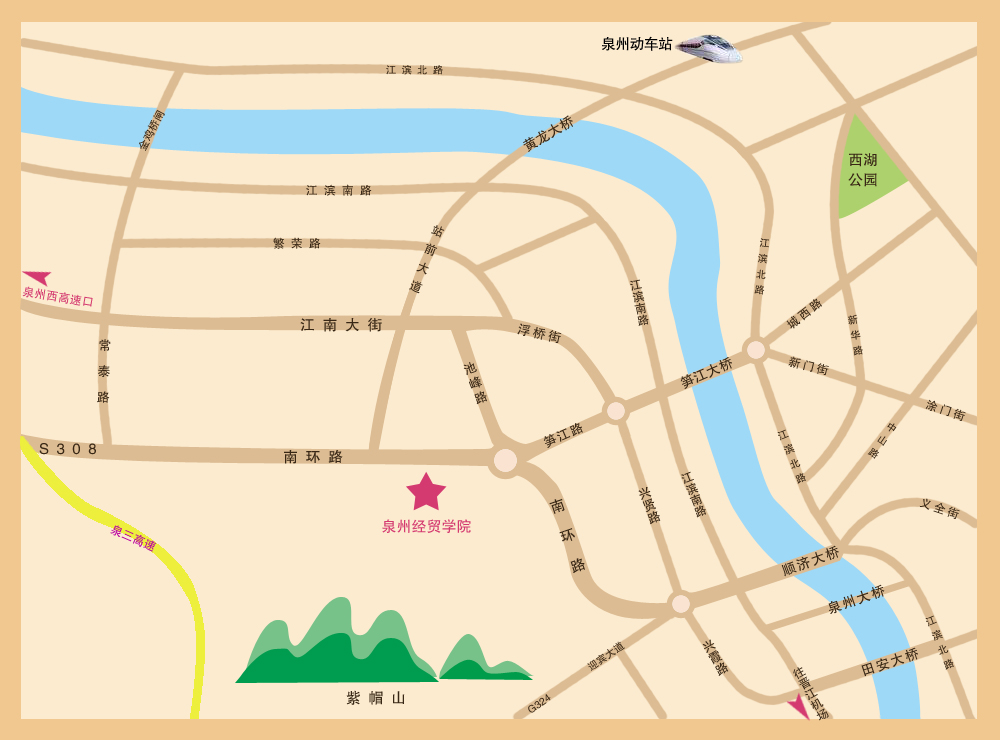 泉州动车站
江滨北路
金鸡桥闸
黄龙大桥
西湖
公园
江滨南路
站前大道
繁荣路
江滨北路
泉州西高速口
江滨南路
城西路
新华路
江南大街
浮桥街
常泰路
池峰路
笋江大桥
新门街
涂门街
中山路
笋江路
江滨北路
S308
南环路
泉州经贸学院
兴贤路
江滨南路
南环路
义全街
泉三高速
顺济大桥
泉州大桥
江滨北路
迎宾大道
兴霞路
田安大桥
往晋江机场
G324
紫帽山